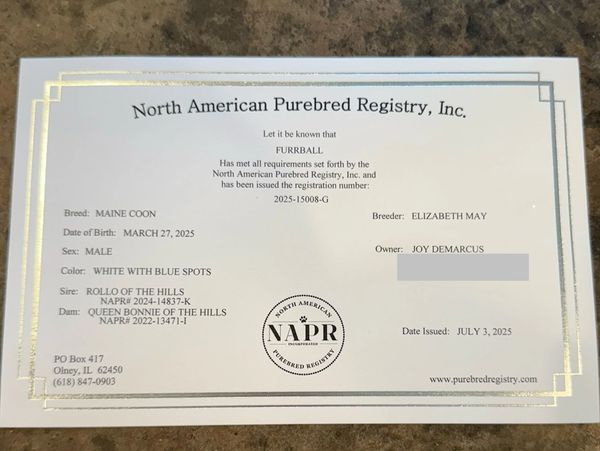 North American Purebred Registry, Inc.
Let it be known that
FURRBALL
Has met all requirements set forth by the
North American Purebred Registry, Inc. and
has been issued the registration number:
2025-15008-G
Breed: MAINE COON
Date of Birth: MARCH 27, 2025
Sex: MALE
Color: WHITE WITH BLUE SPOTS
Sire: ROLLO OF THE HILLS
NAPR# 2024-14837-K
Dam: QUEEN BONNIE OF THE HILLS
NAPR# 2022-13471-I
Breeder: ELIZABETH MAY
Owner: JOY DEMARCUS
NORTH AMERICAN
NAPR
INCORPORATED
PUREBRED REGISTRY
Date Issued: JULY 3, 2025
PO Box 417
Olney, IL 62450
(618) 847-0903
www.purebredregistry.com